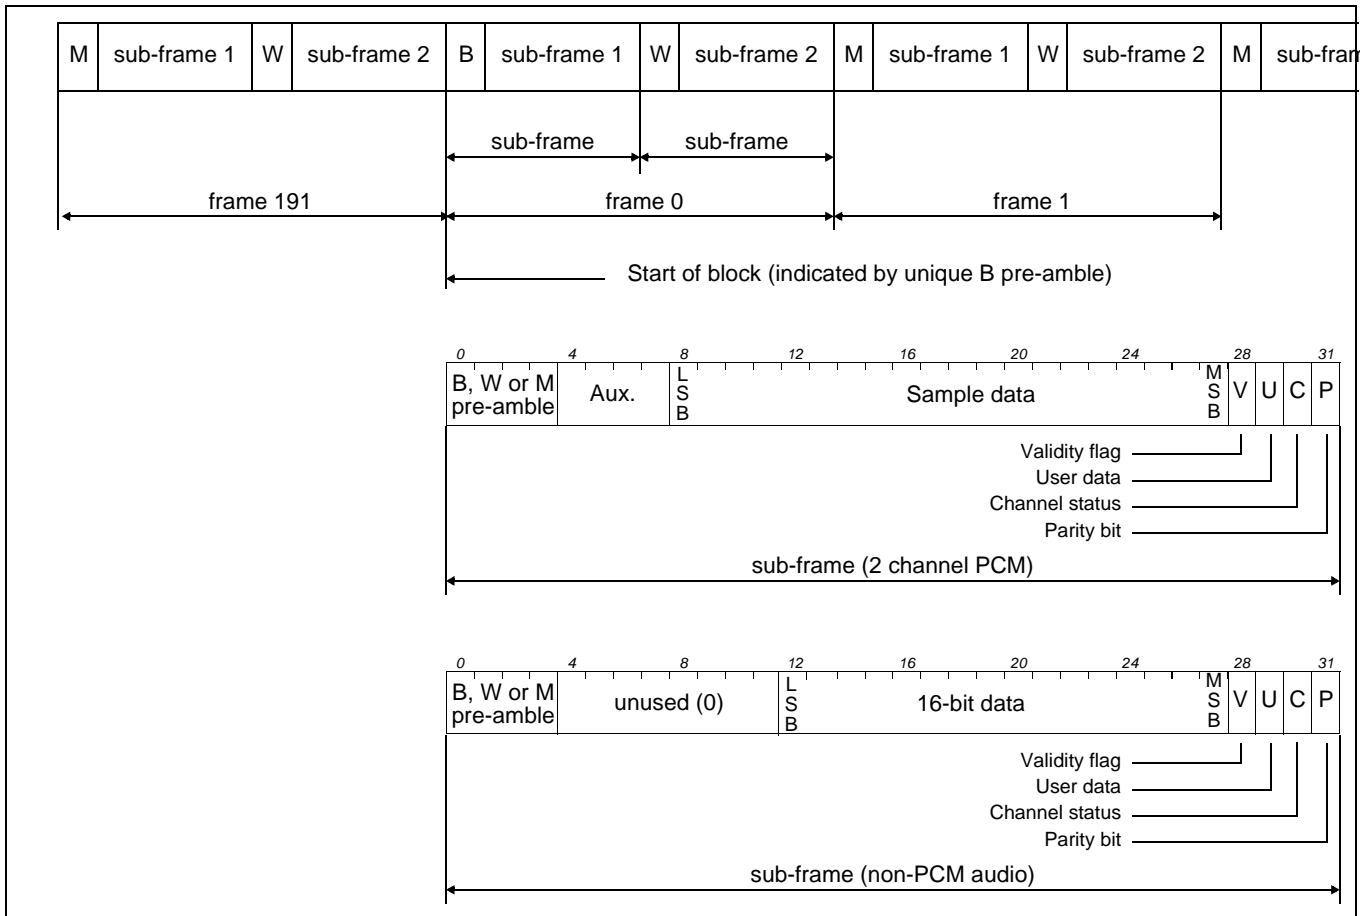 M sub-frame 1 W sub-frame 2 B sub-frame 1 W sub-frame 2 M sub-frame 1 W sub-frame 2 M sub-fram
sub-frame sub-frame
frame 191 frame 0 frame 1
Start of block (indicated by unique B pre-amble)
0 4 8 12 16 20 24 28 31
B, W or M
pre-amble
Aux.
LSB
Sample data
MSB
V U C P
Validity flag
User data
Channel status
Parity bit
sub-frame (2 channel PCM)
0 4 8 12 16 20 24 28 31
B, W or M
pre-amble
unused (0)
LSB
16-bit data
MSB
V U C P
Validity flag
User data
Channel status
Parity bit
sub-frame (non-PCM audio)